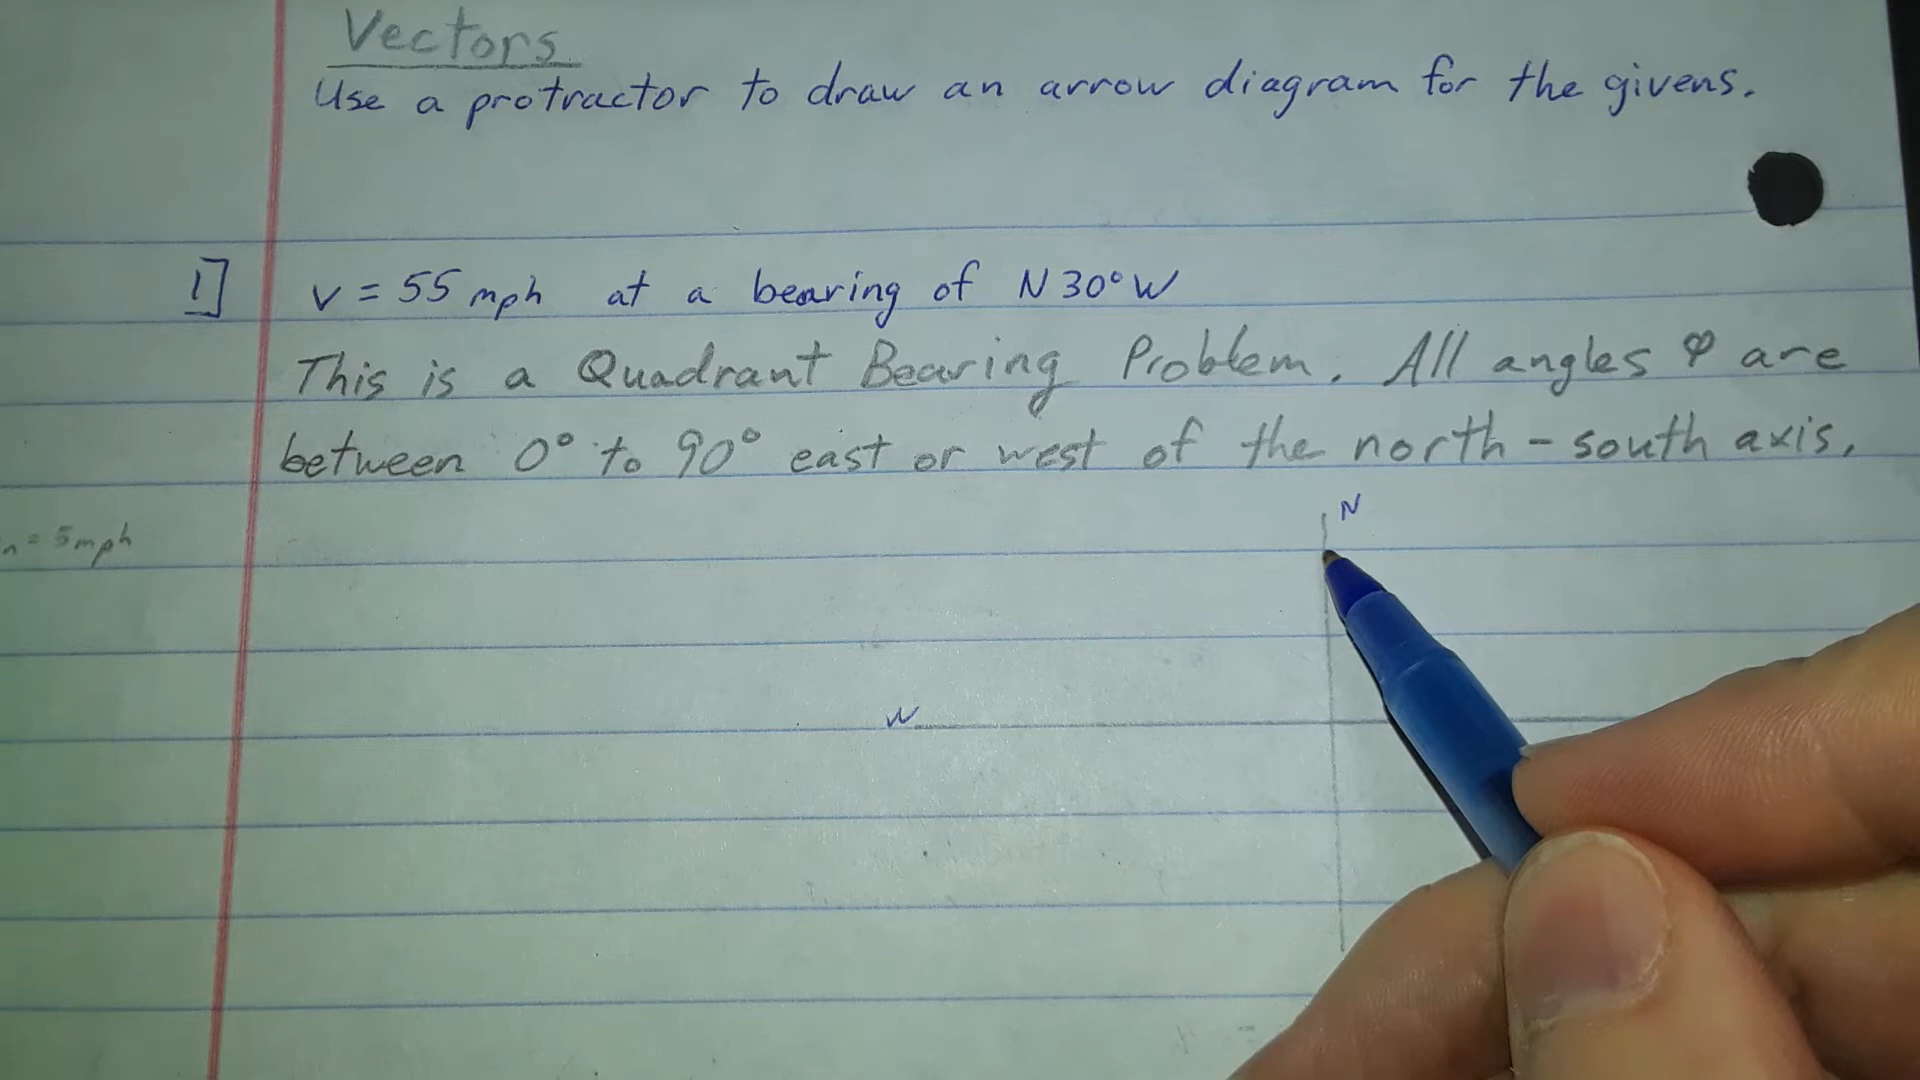 Vectors
Use a protractor to draw an arrow diagram for the givens.
1] v = 55 mph at a bearing of N 30° W
This is a Quadrant Bearing Problem. All angles φ are
between 0° to 90° east or west of the north-south axis.
N
= 5mph
W